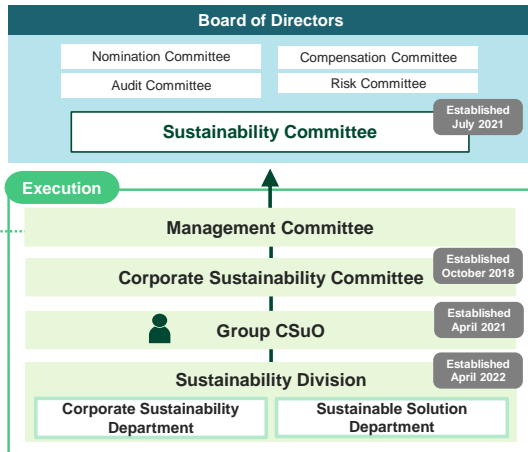 Board of Directors
Nomination Committee
Compensation Committee
Audit Committee
Risk Committee
Established
July 2021
Sustainability Committee
Execution
Management Committee
Established
October 2018
Corporate Sustainability Committee
Established
April 2021
Group CSuO
Established
April 2022
Sustainability Division
Corporate Sustainability
Department
Sustainable Solution
Department